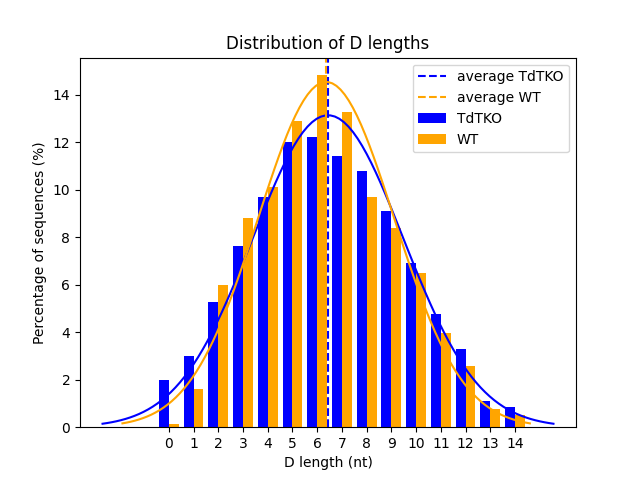 Distribution of D lengths
average TdTKO
average WT
TdTKO
WT
Percentage of sequences (%)
14
12
10
8
6
4
2
0
0 1 2 3 4 5 6 7 8 9 10 11 12 13 14
D length (nt)